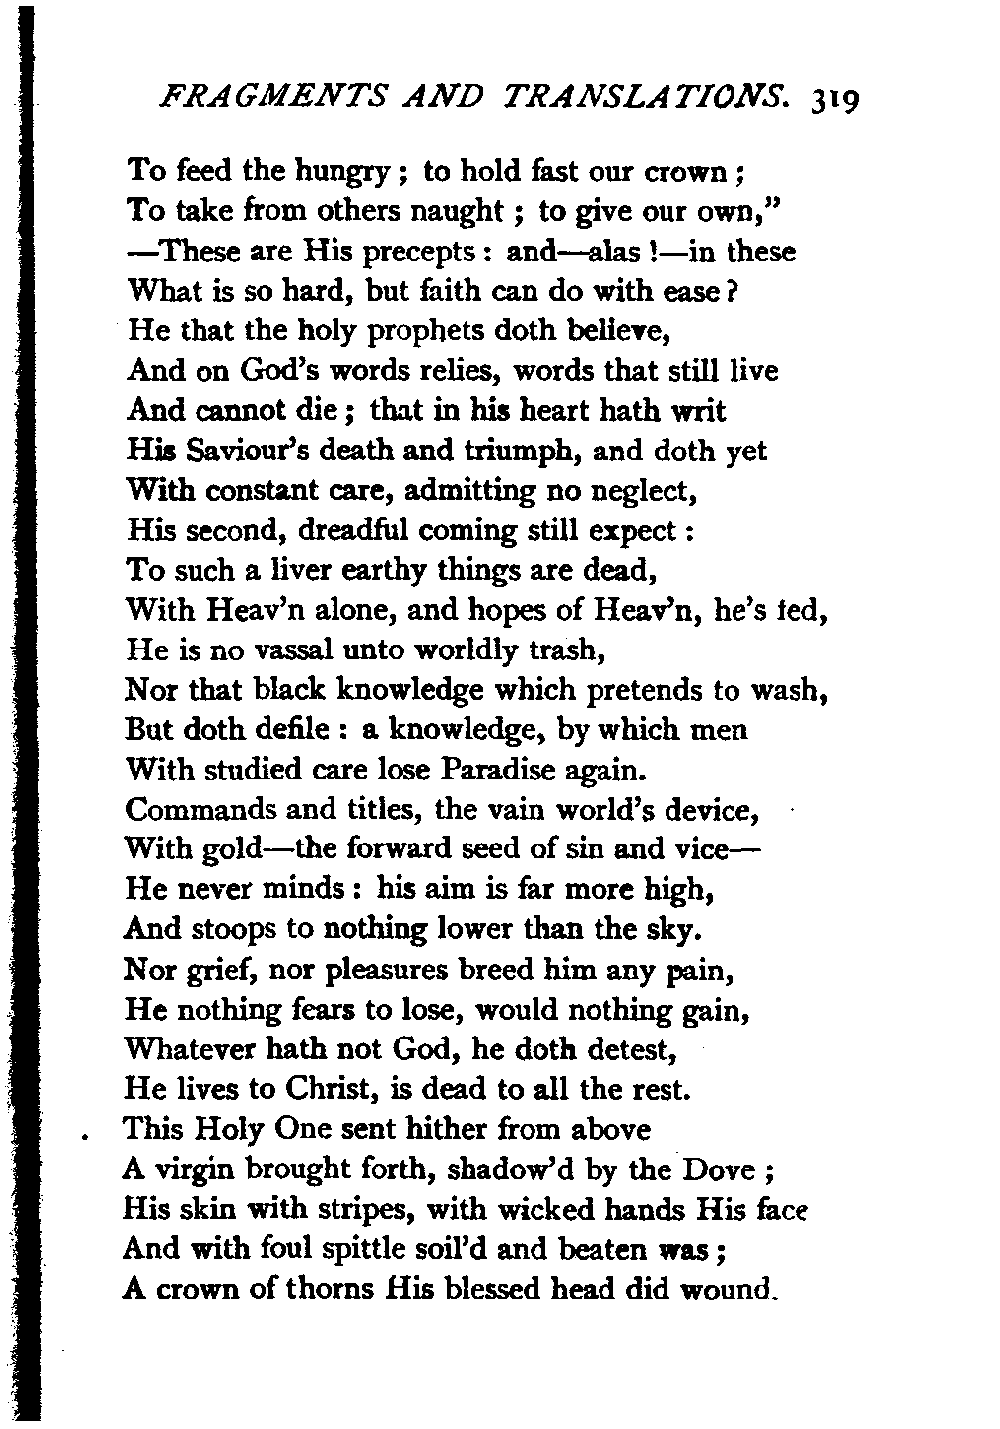 FRAGMENTS AND TRANSLATIONS. 319
To feed the hungry ; to hold fast our crown ;
To take from others naught ; to give our own,”
—These are His precepts : and—alas !—in these
What is so hard, but faith can do with ease ?
He that the holy prophets doth believe,
And on God’s words relies, words that still live
And cannot die ; that in his heart hath writ
His Saviour’s death and triumph, and doth yet
With constant care, admitting no neglect,
His second, dreadful coming still expect :
To such a liver earthy things are dead,
With Heav’n alone, and hopes of Heav’n, he’s fed,
He is no vassal unto worldly trash,
Nor that black knowledge which pretends to wash,
But doth defile : a knowledge, by which men
With studied care lose Paradise again.
Commands and titles, the vain world’s device,
With gold—the forward seed of sin and vice—
He never minds : his aim is far more high,
And stoops to nothing lower than the sky.
Nor grief, nor pleasures breed him any pain,
He nothing fears to lose, would nothing gain,
Whatever hath not God, he doth detest,
He lives to Christ, is dead to all the rest.
This Holy One sent hither from above
A virgin brought forth, shadow’d by the Dove ;
His skin with stripes, with wicked hands His face
And with foul spittle soil’d and beaten was ;
A crown of thorns His blessed head did wound.